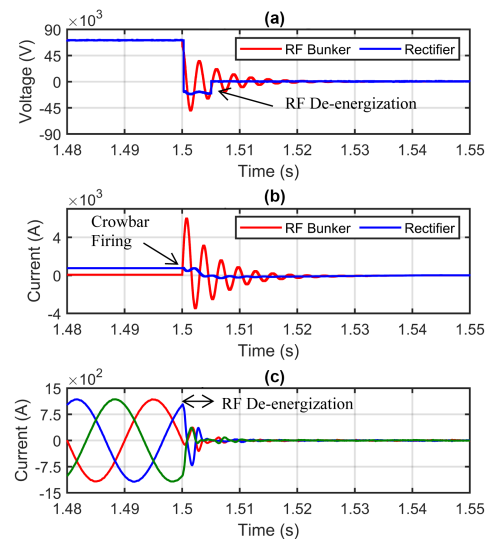 (a)
×10³
RF Bunker Rectifier
RF De-energization
Voltage (V)
90
45
0
-45
-90
1.48 1.49 1.5 1.51 1.52 1.53 1.54 1.55
Time (s)
(b)
×10³
Crowbar
Firing
RF Bunker Rectifier
Current (A)
4
0
-4
1.48 1.49 1.5 1.51 1.52 1.53 1.54 1.55
Time (s)
(c)
×10²
RF De-energization
Current (A)
15
7.5
0
-7.5
-15
1.48 1.49 1.5 1.51 1.52 1.53 1.54 1.55
Time (s)